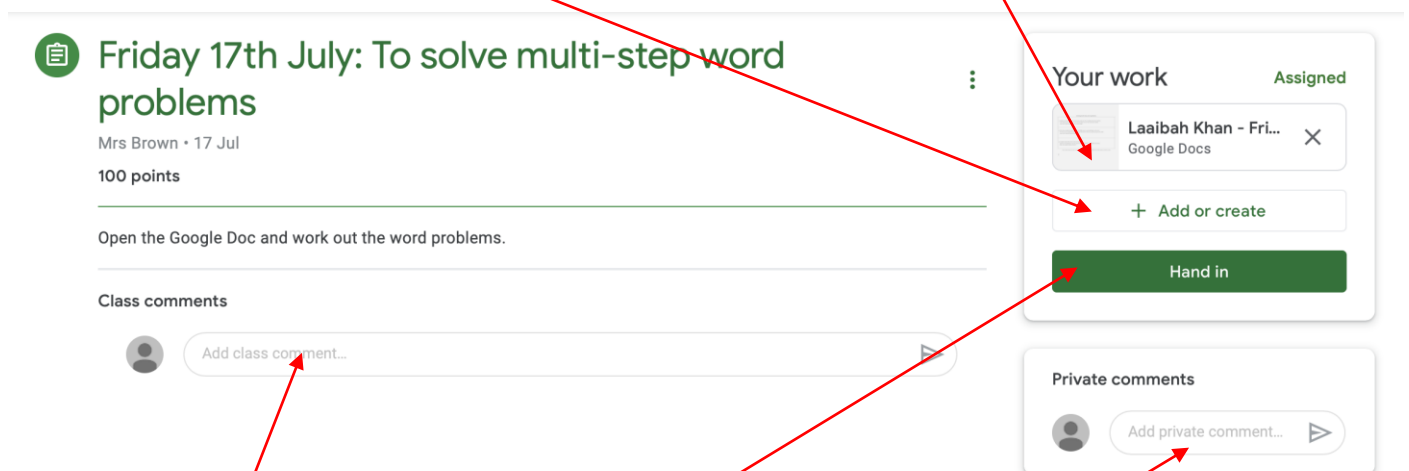 Friday 17th July: To solve multi-step word
problems
Mrs Brown • 17 Jul
100 points
Open the Google Doc and work out the word problems.
Class comments
Add class comment...
Your work
Assigned
Laaibah Khan - Fri...
Google Docs
+ Add or create
Hand in
Private comments
Add private comment...